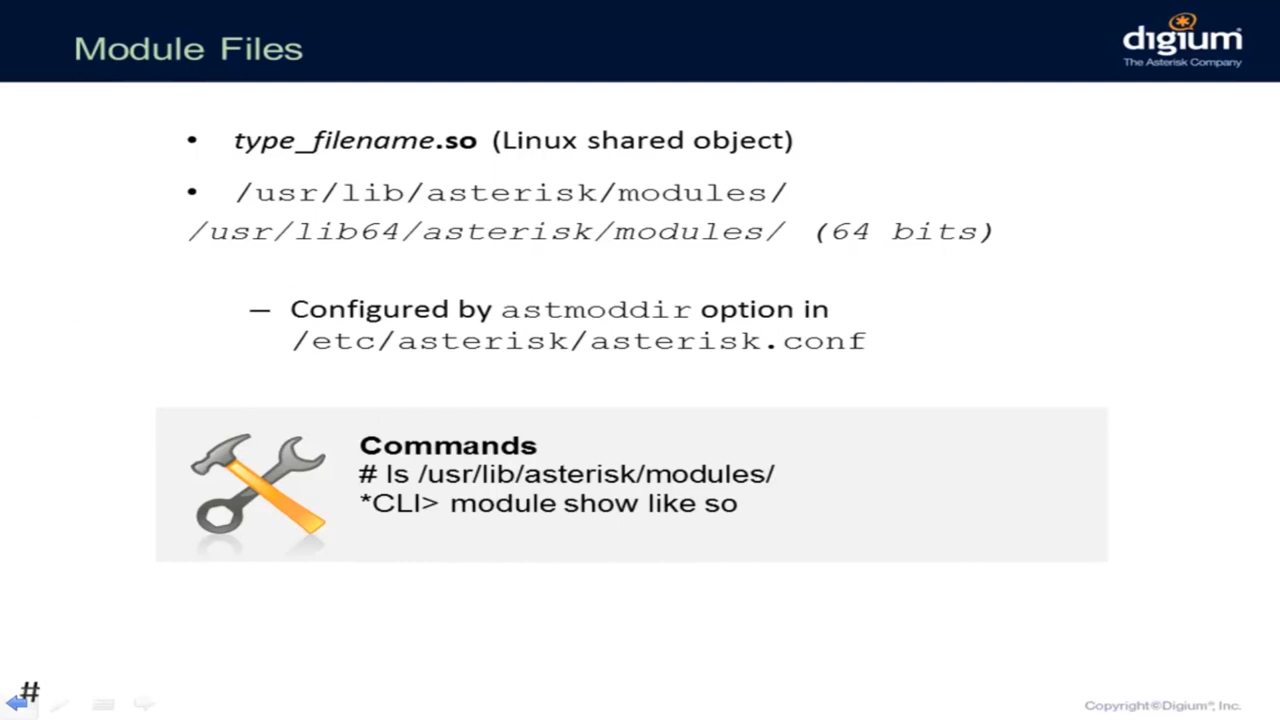 Module Files
digium
The Asterisk Company
• type_filename.so (Linux shared object)
• /usr/lib/asterisk/modules/
/usr/lib64/asterisk/modules/ (64 bits)
– Configured by astmoddir option in
/etc/asterisk/asterisk.conf
Commands
# ls /usr/lib/asterisk/modules/
*CLI> module show like so
#
Copyright©Digium®, Inc.